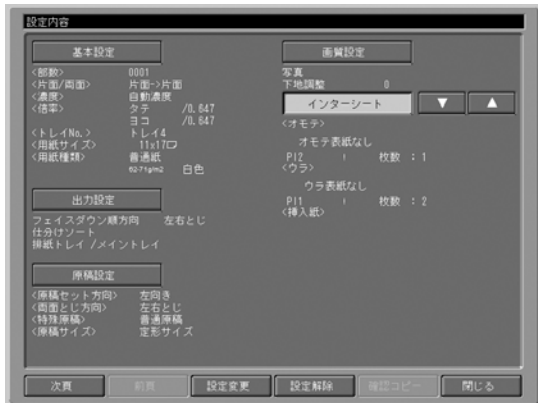 設定内容
基本設定
<部数> 0001
<片面/両面> 片面->片面
<濃度> 自動濃度
<倍率> タテ /0.647
ヨコ /0.647
<トレイNo.> トレイ4
<用紙サイズ> 11x17
<用紙種類> 普通紙
62-71g/m2 白色
出力設定
フェイスダウン順方向 左右とじ
仕分けソート
排紙トレイ /メイントレイ
原稿設定
<原稿セット方向> 左向き
<両面とじ方向> 左右とじ
<特殊原稿> 普通原稿
<原稿サイズ> 定形サイズ
画質設定
写真
下地調整 0
インターシート ▼ ▲
<オモテ>
オモテ表紙なし
PI2 ! 枚数 : 1
<ウラ>
ウラ表紙なし
PI1 ! 枚数 : 2
<挿入紙>
次頁 前頁 設定変更 設定解除 確認コピー 閉じる